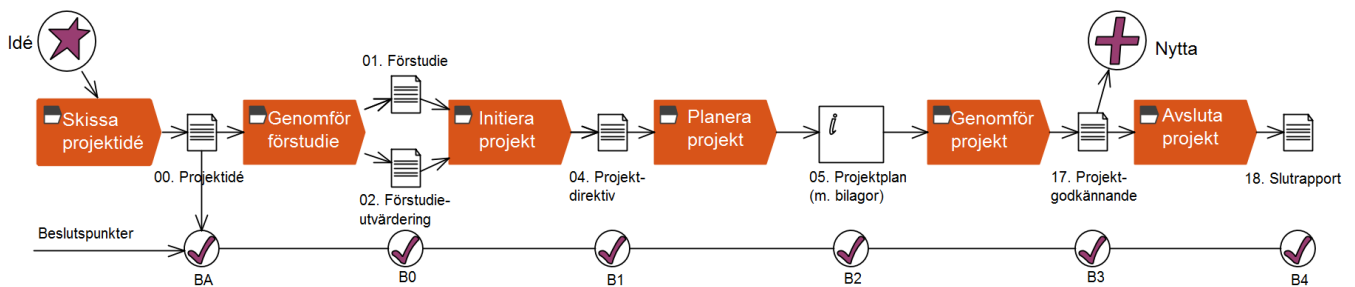 Idé
Nytta
01. Förstudie
Skissa
projektidé
Genomför
förstudie
Initiera
projekt
Planera
projekt
i
Genomför
projekt
Avsluta
projekt
00. Projektidé
02. Förstudie-
utvärdering
04. Projekt-
direktiv
05. Projektplan
(m. bilagor)
17. Projekt-
godkännande
18. Slutrapport
Beslutspunkter
BA
B0
B1
B2
B3
B4